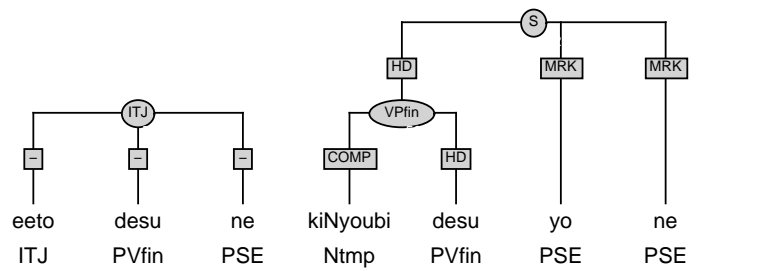 S
HD MRK MRK
ITJ VPfin
– – – COMP HD
eeto desu ne kiNyoubi desu yo ne
ITJ PVfin PSE Ntmp PVfin PSE PSE